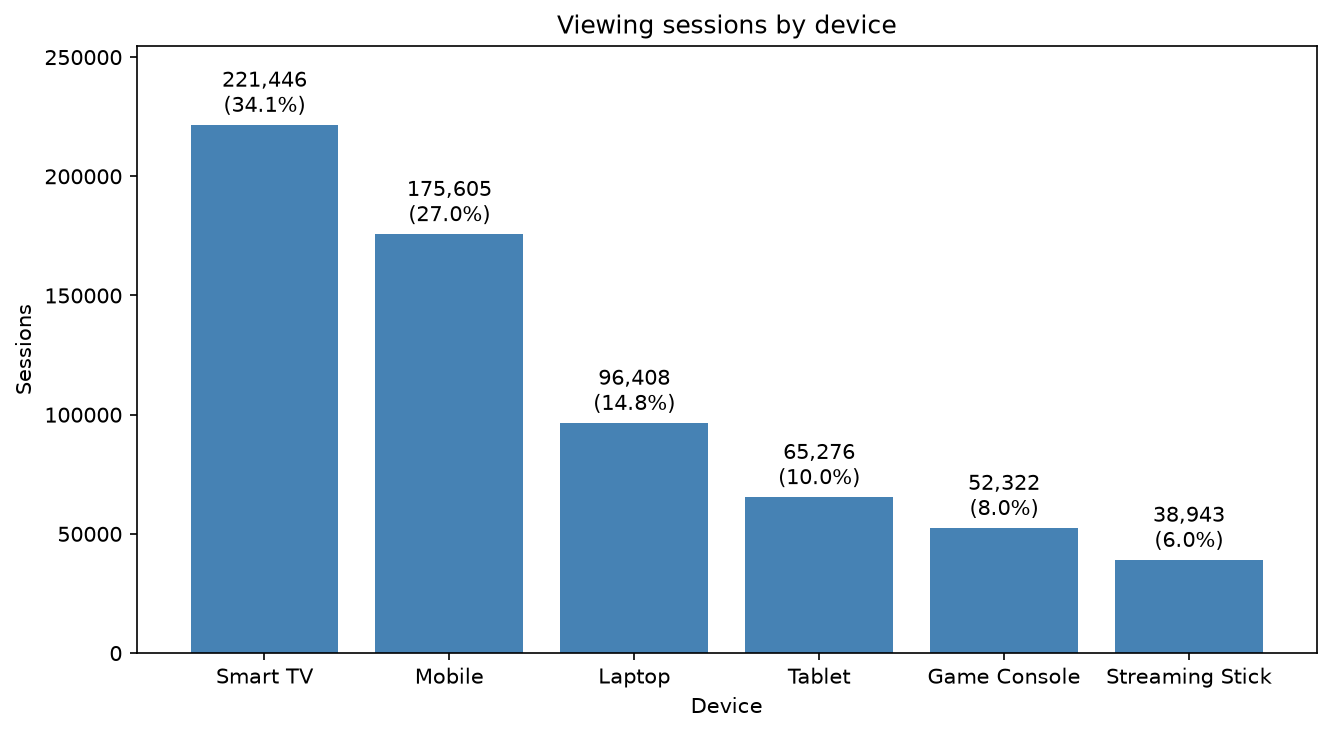 Viewing sessions by device
250000
200000
150000
100000
50000
0
Sessions
221,446
(34.1%)
175,605
(27.0%)
96,408
(14.8%)
65,276
(10.0%)
52,322
(8.0%)
38,943
(6.0%)
Smart TV
Mobile
Laptop
Tablet
Game Console
Streaming Stick
Device